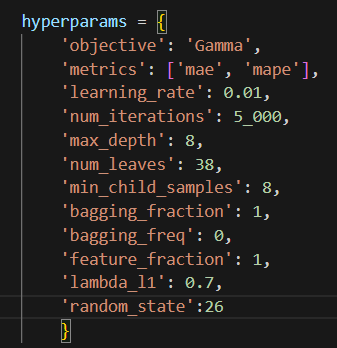 hyperparams = {
    'objective': 'Gamma',
    'metrics': ['mae', 'mape'],
    'learning_rate': 0.01,
    'num_iterations': 5_000,
    'max_depth': 8,
    'num_leaves': 38,
    'min_child_samples': 8,
    'bagging_fraction': 1,
    'bagging_freq': 0,
    'feature_fraction': 1,
    'lambda_l1': 0.7,
    'random_state':26
    }